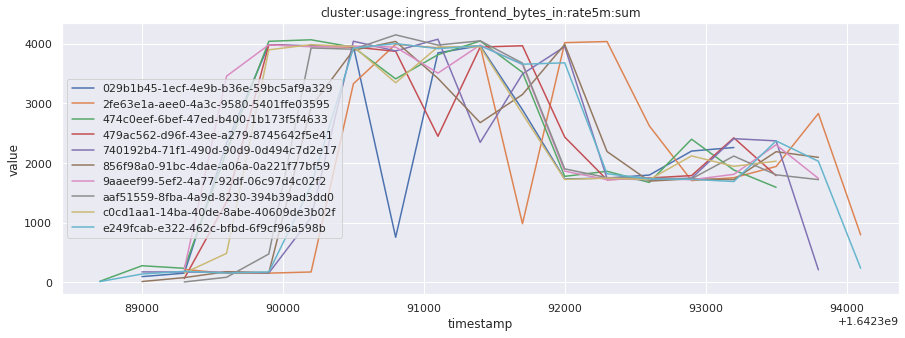 cluster:usage:ingress_frontend_bytes_in:rate5m:sum
4000
3000
2000
1000
0
value
029b1b45-1ecf-4e9b-b36e-59bc5af9a329
2fe63e1a-aee0-4a3c-9580-5401ffe03595
474c0eef-6bef-47ed-b400-1b173f5f4633
479ac562-d96f-43ee-a279-8745642f5e41
740192b4-71f1-490d-90d9-0d494c7d2e17
856f98a0-91bc-4dae-a06a-0a221f77bf59
9aaeef99-5ef2-4a77-92df-06c97d4c02f2
aaf51559-8fba-4a9d-8230-394b39ad3dd0
c0cd1aa1-14ba-40de-8abe-40609de3b02f
e249fcab-e322-462c-bfbd-6f9cf96a598b
89000 90000 91000 92000 93000 94000
timestamp
+1.6423e9